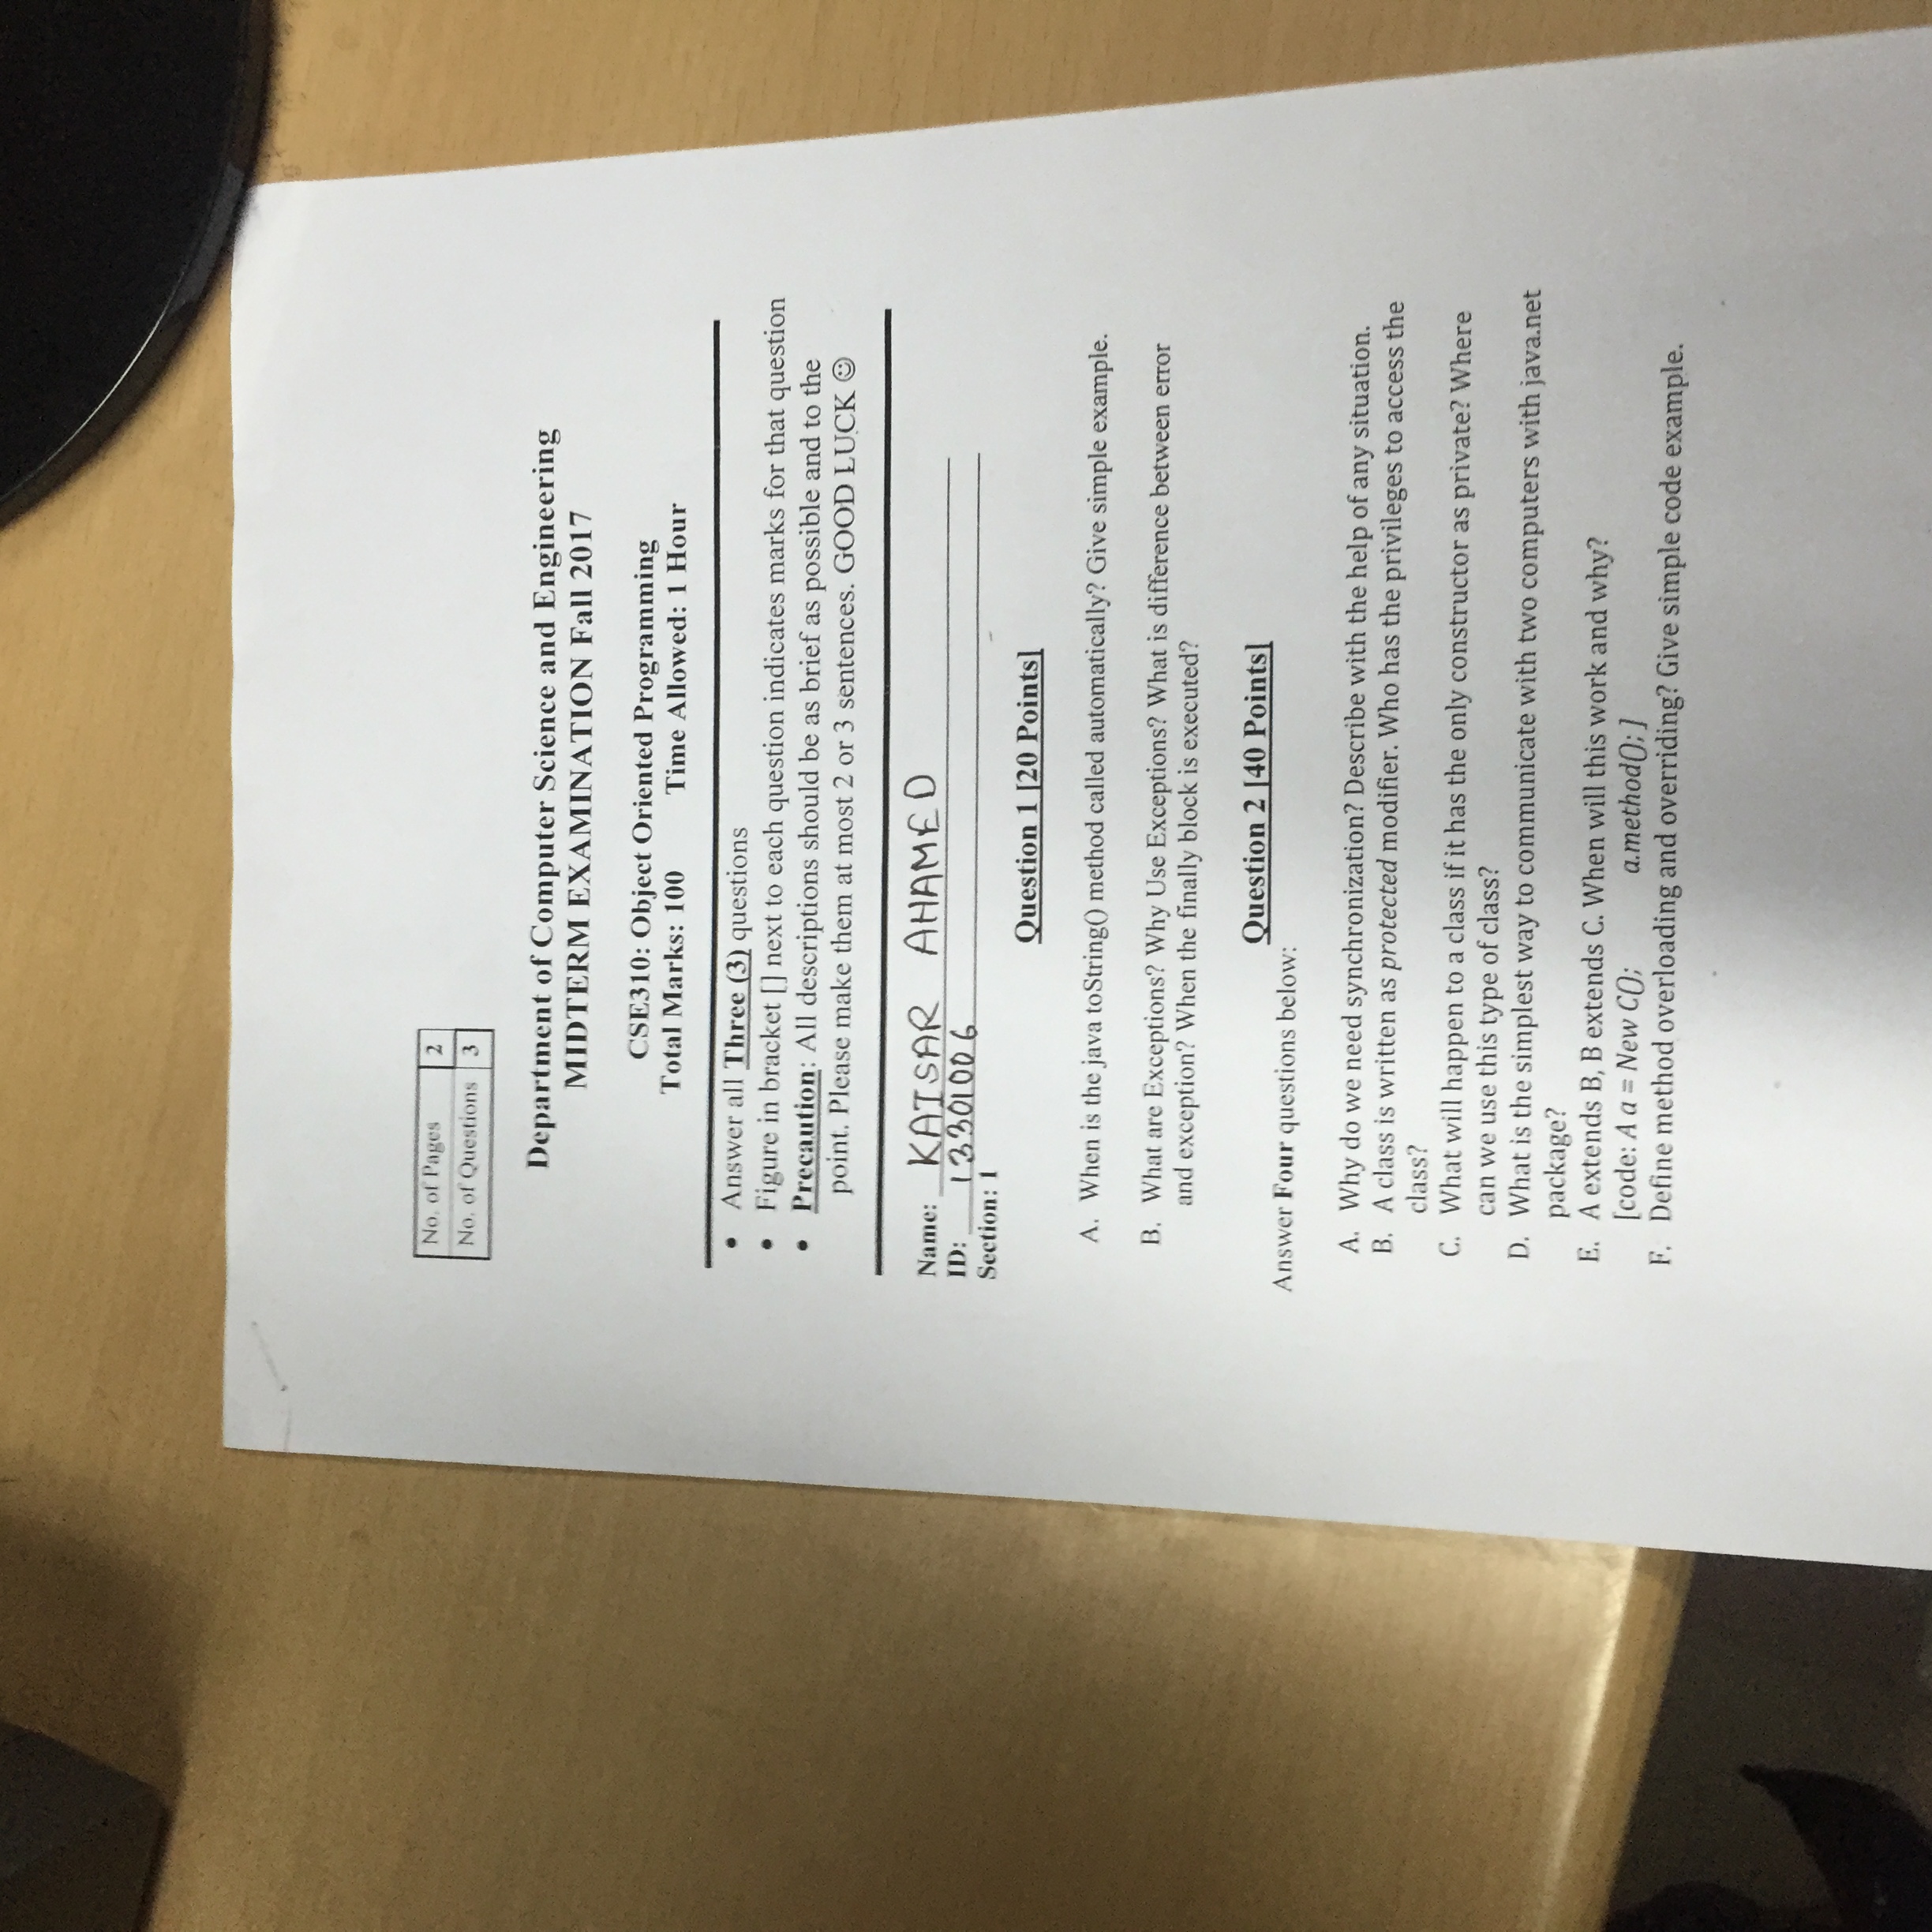 No. of Pages 2
No. of Questions 3
Department of Computer Science and Engineering
MIDTERM EXAMINATION Fall 2017
CSE310: Object Oriented Programming
Total Marks: 100 Time Allowed: 1 Hour
• Answer all Three (3) questions
• Figure in bracket [] next to each question indicates marks for that question
• Precaution: All descriptions should be as brief as possible and to the
point. Please make them at most 2 or 3 sentences. GOOD LUCK ☺
Name: KAISAR AHAMED
ID: 1330100 6
Section: 1
Question 1 [20 Points]
A. When is the java toString() method called automatically? Give simple example.
B. What are Exceptions? Why Use Exceptions? What is difference between error
and exception? When the finally block is executed?
Question 2 [40 Points]
Answer Four questions below:
A. Why do we need synchronization? Describe with the help of any situation.
B. A class is written as protected modifier. Who has the privileges to access the
class?
C. What will happen to a class if it has the only constructor as private? Where
can we use this type of class?
D. What is the simplest way to communicate with two computers with java.net
package?
E. A extends B, B extends C. When will this work and why?
[code: A a = New C(); a.method(); ]
F. Define method overloading and overriding? Give simple code example.